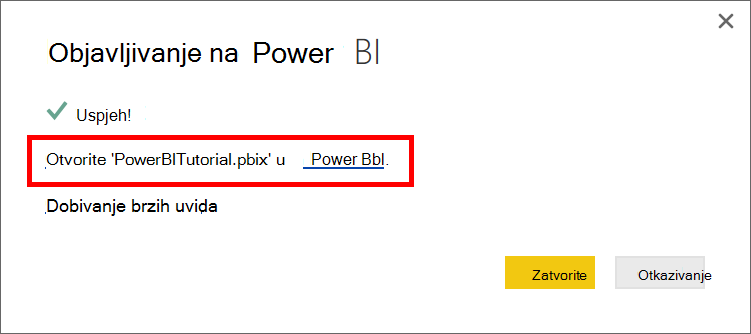 Objavljivanje na Power BI
Uspjeh!
Otvorite 'PowerBITutorial.pbix' u Power Bbl.
Dobivanje brzih uvida
Zatvorite
Otkazivanje